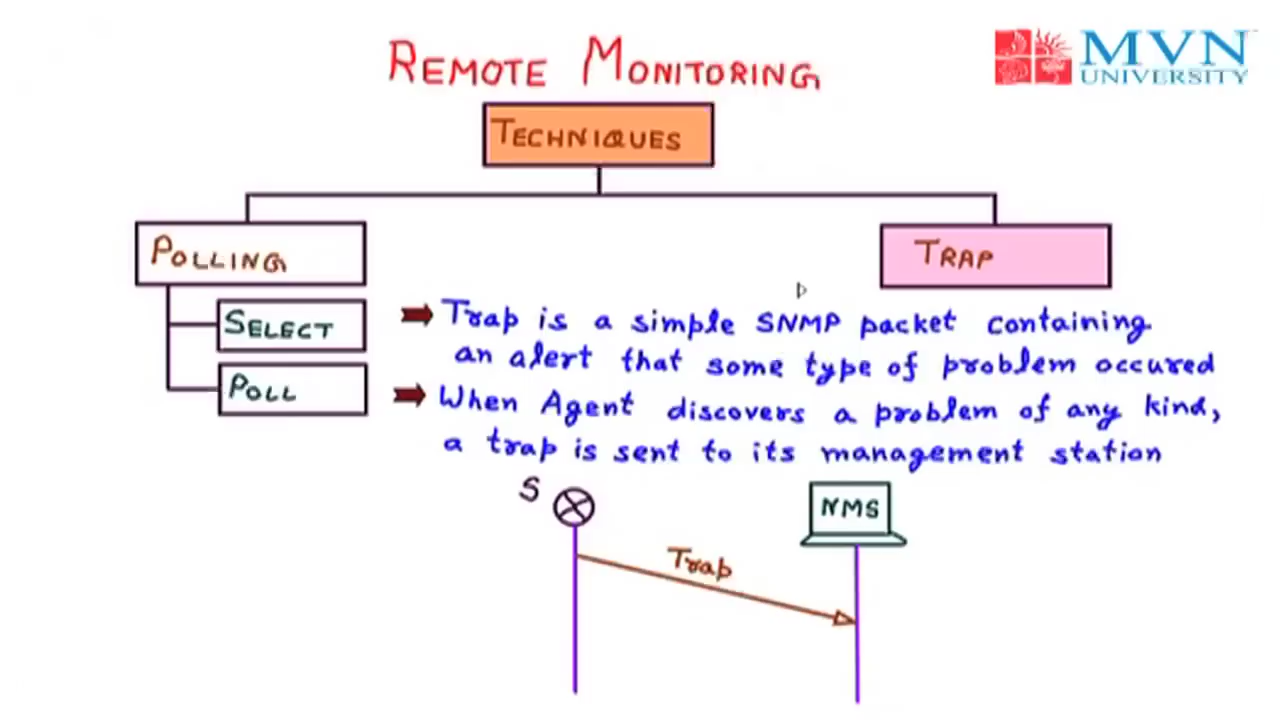 REMOTE MONITORING
MVN
UNIVERSITY
TECHNIQUES
POLLING
TRAP
SELECT
POLL
Trap is a simple SNMP packet containing
an alert that some type of problem occured
When Agent discovers a problem of any kind,
a trap is sent to its management station
S
NMS
Trap